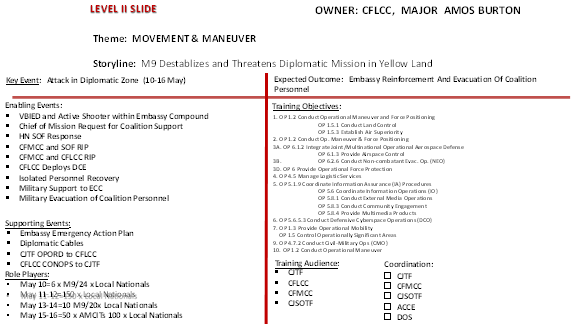 LEVEL II SLIDE
OWNER: CFLCC, MAJOR AMOS BURTON
Theme: MOVEMENT & MANEUVER
Storyline: M9 Destablizes and Threatens Diplomatic Mission in Yellow Land
Key Event: Attack in Diplomatic Zone (10-16 May)
Enabling Events:
VBIED and Active Shooter within Embassy Compound
Chief of Mission Request for Coalition Support
HN SOF Response
CFMCC and SOF RIP
CFMCC and CFLCC RIP
CFLCC Deploys DCE
Isolated Personnel Recovery
Military Support to ECC
Military Evacuation of Coalition Personnel
Supporting Events:
Embassy Emergency Action Plan
Diplomatic Cables
CJTF OPORD to CFLCC
CFLCC CONOPS to CJTF
Role Players:
May 10=6 x M9/24 x Local Nationals
May 11-12=150 x Local Nationals
May 13-14=10 M9/20x Local Nationals
May 15-16=50 x AMCITs 100 x Local Nationals
Expected Outcome: Embassy Reinforcement And Evacuation Of Coalition
Personnel
Training Objectives:
1. OP 1.2 Conduct Operational Maneuver and Force Positioning
OP 1.5.1 Conduct Land Control
OP 1.5.3 Establish Air Superiority
2. OP 1.2 Conduct Op. Maneuver & Force Positioning
3A. OP 6.1.2 Integrate Joint/Multinational Operational Aerospace Defense
OP 6.1.3 Provide Airspace Control
3B. OP 6.2.6 Conduct Non-combatant Evac. Op. (NEO)
3D. OP 6 Provide Operational Force Protection
4. OP 4.5 Manage Logistic Services
5. OP 5.1.9 Coordinate Information Assurance (IA) Procedures
OP 5.6 Coordinate Information Operations (IO)
OP 5.8.1 Conduct External Media Operations
OP 5.8.3 Conduct Community Engagement
OP 5.8.4 Provide Multimedia Products
6. OP 5.6.5.3 Conduct Defensive Cyberspace Operations (DCO)
7. OP 1.3 Provide Operational Mobility
OP 1.5 Control Operationally Significant Areas
9. OP 4.7.2 Conduct Civil-Military Ops (CMO)
10. OP 1.2 Conduct Operational Maneuver
Training Audience:
CJTF
CFLCC
CFMCC
CJSOTF
Coordination:
CJTF
CFMCC
CJSOTF
ACCE
DOS